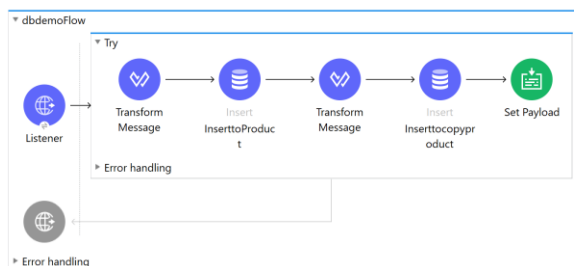 dbdemoFlow
Try
Listener
Transform
Message
Insert
InserttoProduc
t
Transform
Message
Insert
Inserttocopypr
oduct
Set Payload
Error handling
Error handling